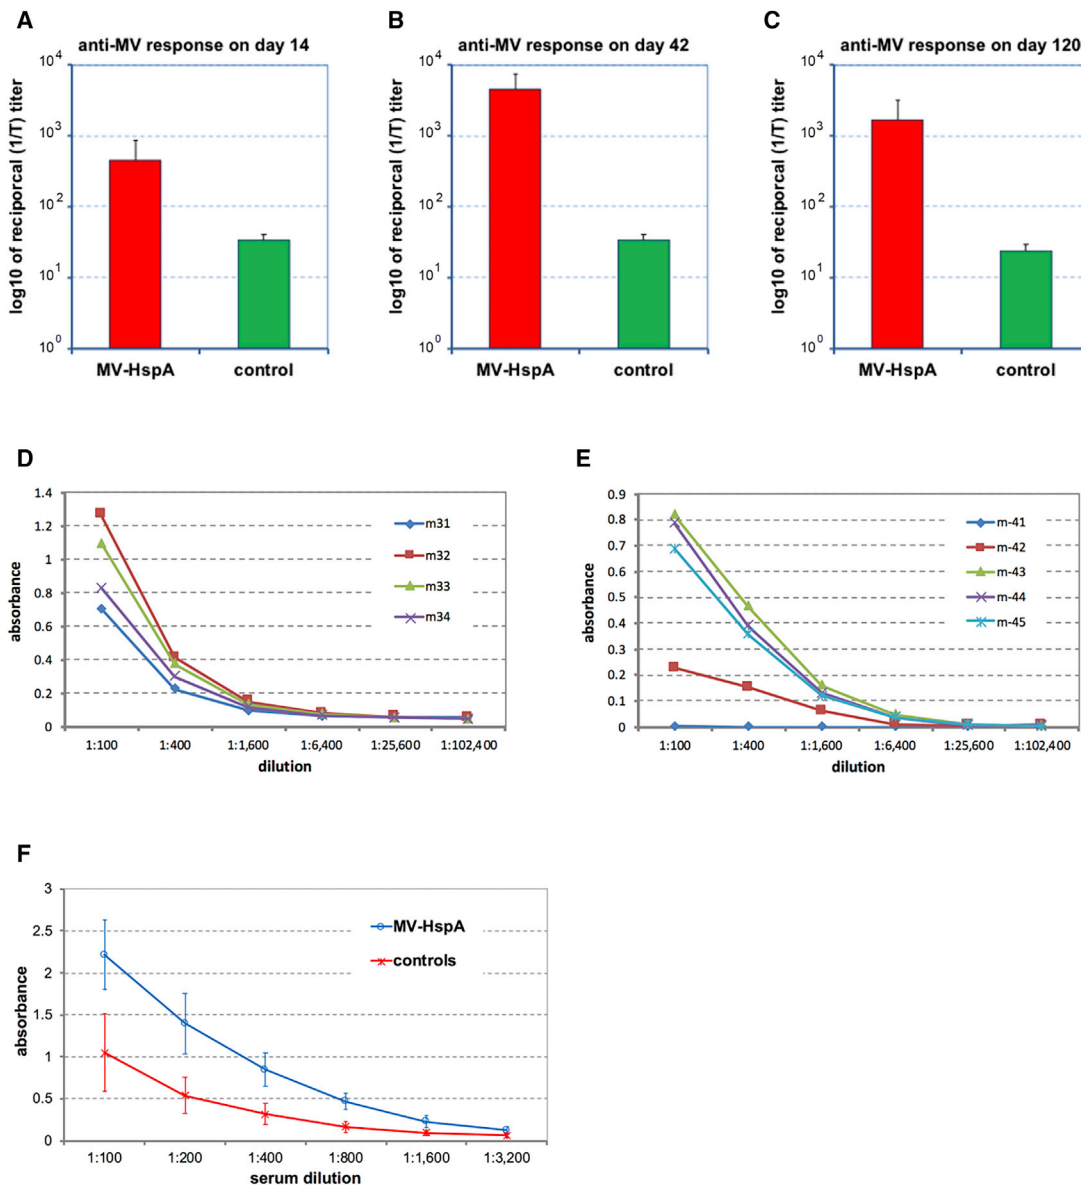 A
anti-MV response on day 14
log10 of reciporcal (1/T) titer
10^4
10^3
10^2
10^1
10^0
MV-HspA control
B
anti-MV response on day 42
log10 of reciporcal (1/T) titer
10^4
10^3
10^2
10^1
10^0
MV-HspA control
C
anti-MV response on day 120
log10 of reciporcal (1/T) titer
10^4
10^3
10^2
10^1
10^0
MV-HspA control
D
absorbance
1.4
1.2
1
0.8
0.6
0.4
0.2
0
m31
m32
m33
m34
1:100 1:400 1:1,600 1:6,400 1:25,600 1:102,400
dilution
E
absorbance
0.9
0.8
0.7
0.6
0.5
0.4
0.3
0.2
0.1
0
m-41
m-42
m-43
m-44
m-45
1:100 1:400 1:1,600 1:6,400 1:25,600 1:102,400
dilution
F
absorbance
3
2.5
2
1.5
1
0.5
0
MV-HspA
controls
1:100 1:200 1:400 1:800 1:1,600 1:3,200
serum dilution